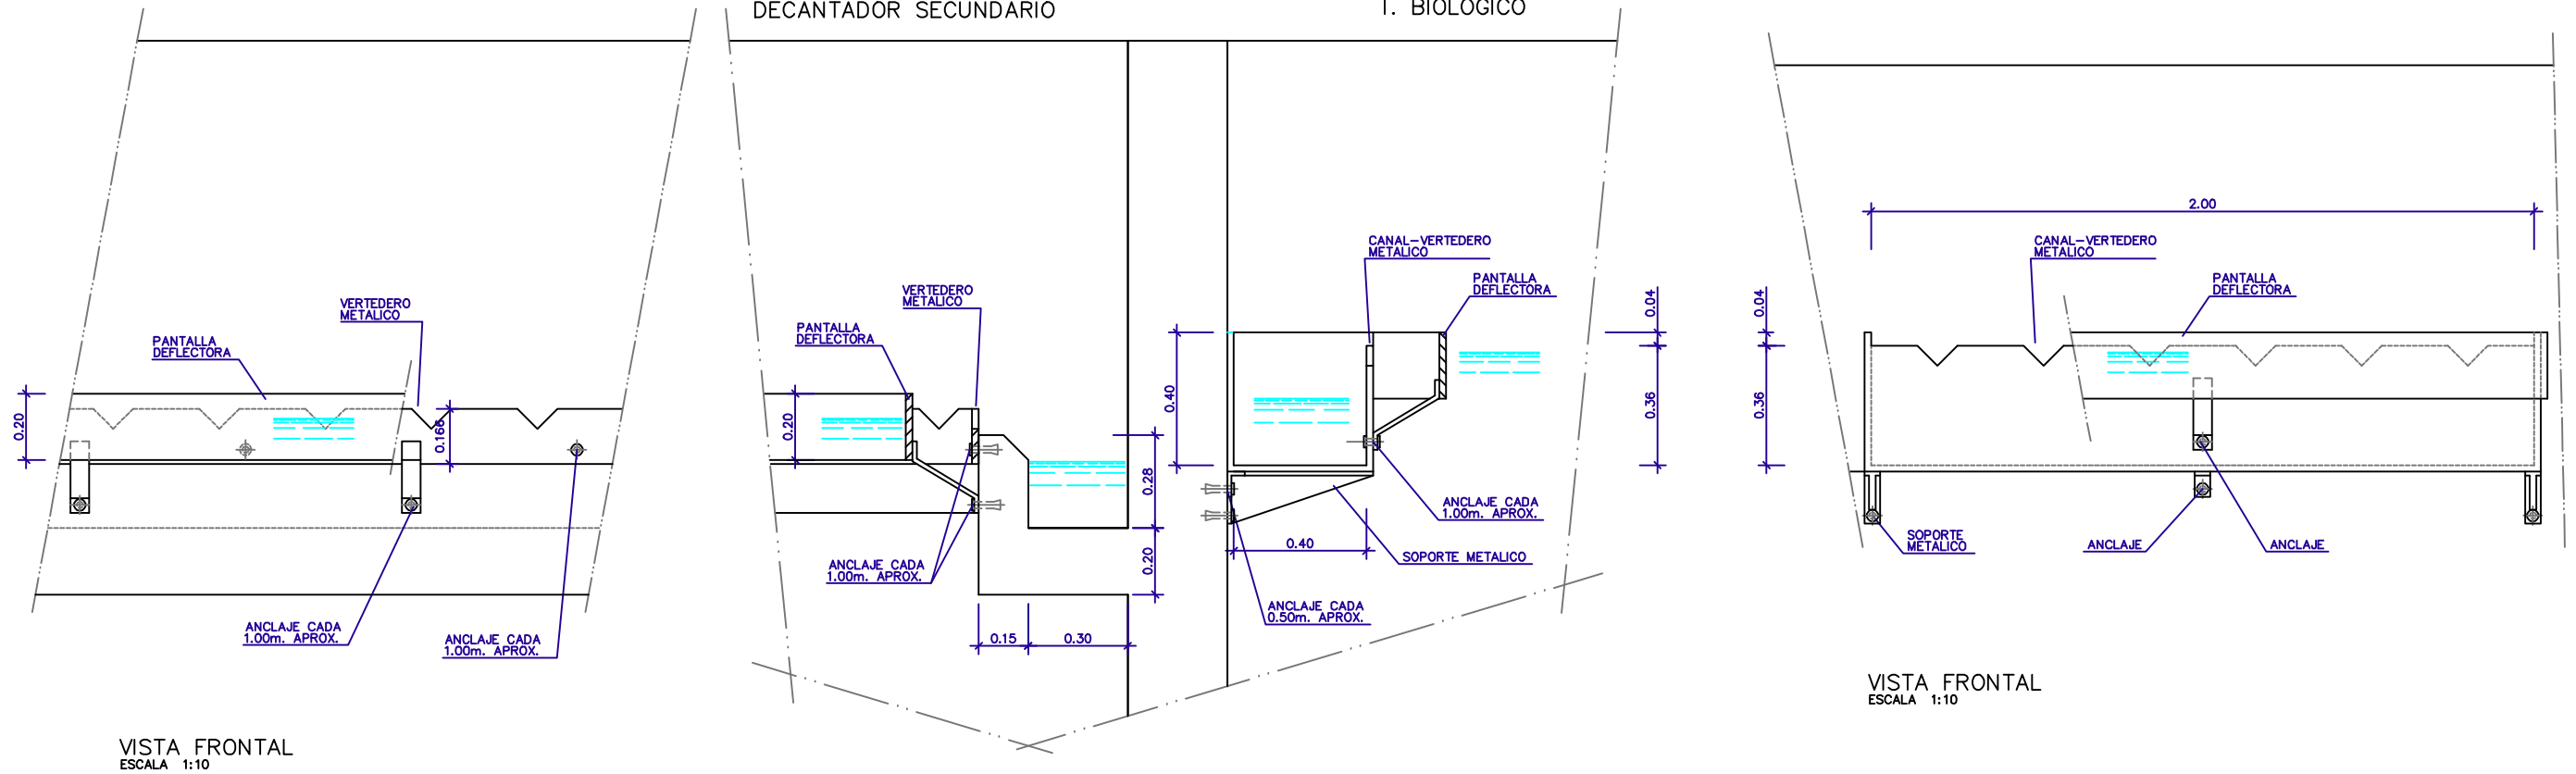 DECANTADOR SECUNDARIO
T. BIOLOGICO
VERTEDERO
METALICO
PANTALLA
DEFLECTORA
0.20
0.166
ANCLAJE CADA
1.00m. APROX.
ANCLAJE CADA
1.00m. APROX.
VISTA FRONTAL
ESCALA 1:10
VERTEDERO
METALICO
PANTALLA
DEFLECTORA
0.20
0.28
0.20
ANCLAJE CADA
1.00m. APROX.
0.15
0.30
CANAL-VERTEDERO
METALICO
PANTALLA
DEFLECTORA
0.40
0.04
0.36
ANCLAJE CADA
1.00m. APROX.
0.40
SOPORTE METALICO
ANCLAJE CADA
0.50m. APROX.
2.00
CANAL-VERTEDERO
METALICO
PANTALLA
DEFLECTORA
0.04
0.36
SOPORTE
METALICO
ANCLAJE
ANCLAJE
VISTA FRONTAL
ESCALA 1:10